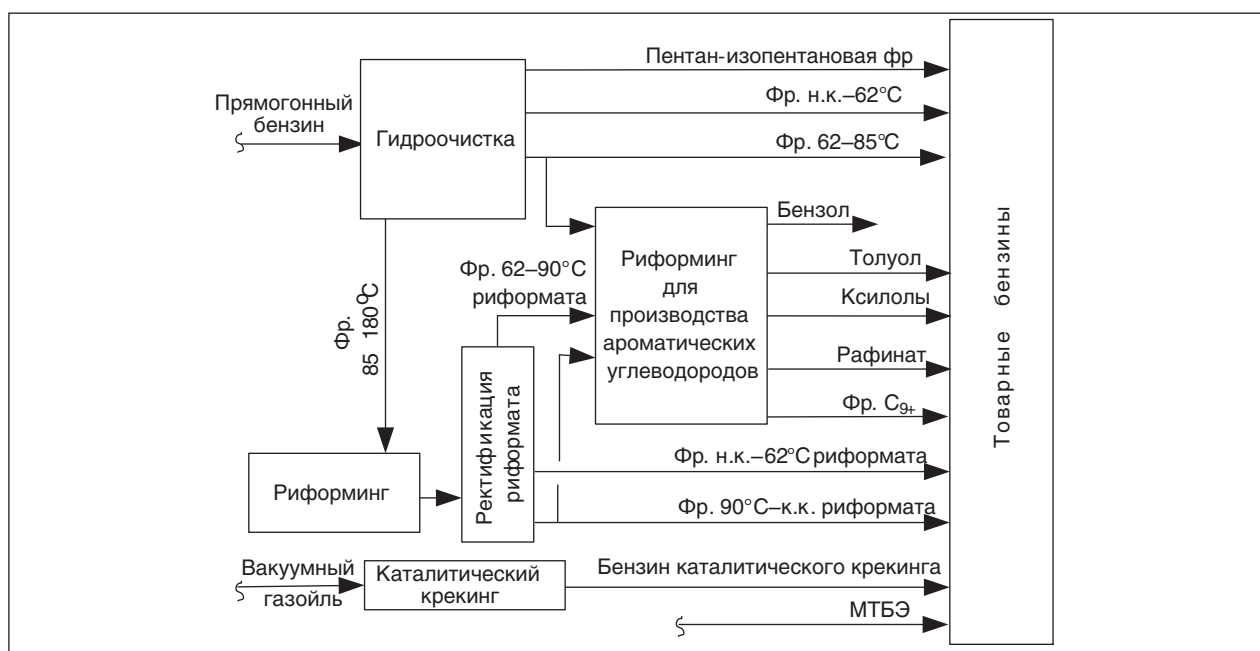 Пентан-изопентановая фр
Прямогонный
бензин
Гидроочистка
Фр. н.к.–62°С
Фр. 62–85°С
Бензол
Фр. 62–90°С
риформата
Риформинг
для
производства
ароматических
углеводородов
Толуол
Ксилолы
Рафинат
Фр. С9+
Фр.
85 180°С
Ректификация
риформата
Риформинг
Фр. н.к.–62°С риформата
Фр. 90°С–к.к. риформата
Вакуумный
газойль
Каталитический
крекинг
Бензин каталитического крекинга
МТБЭ
Товарные бензины